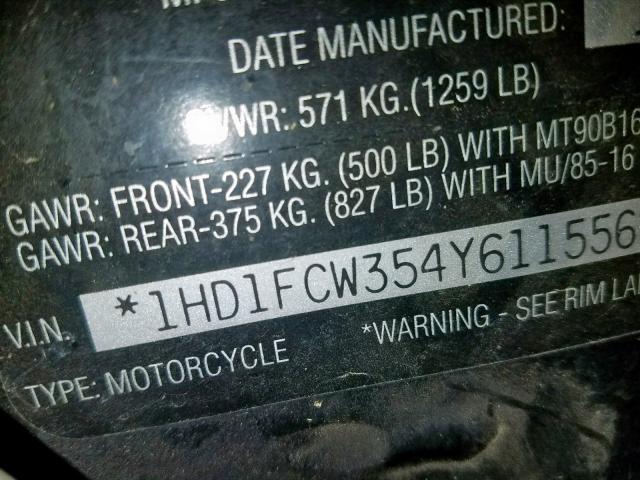 DATE MANUFACTURED:
VWR: 571 KG.(1259 LB)
GAWR: FRONT-227 KG. (500 LB) WITH MT90B16
GAWR: REAR-375 KG. (827 LB) WITH MU/85-16
V.I.N. *1HD1FCW354Y611556
TYPE: MOTORCYCLE *WARNING - SEE RIM LA